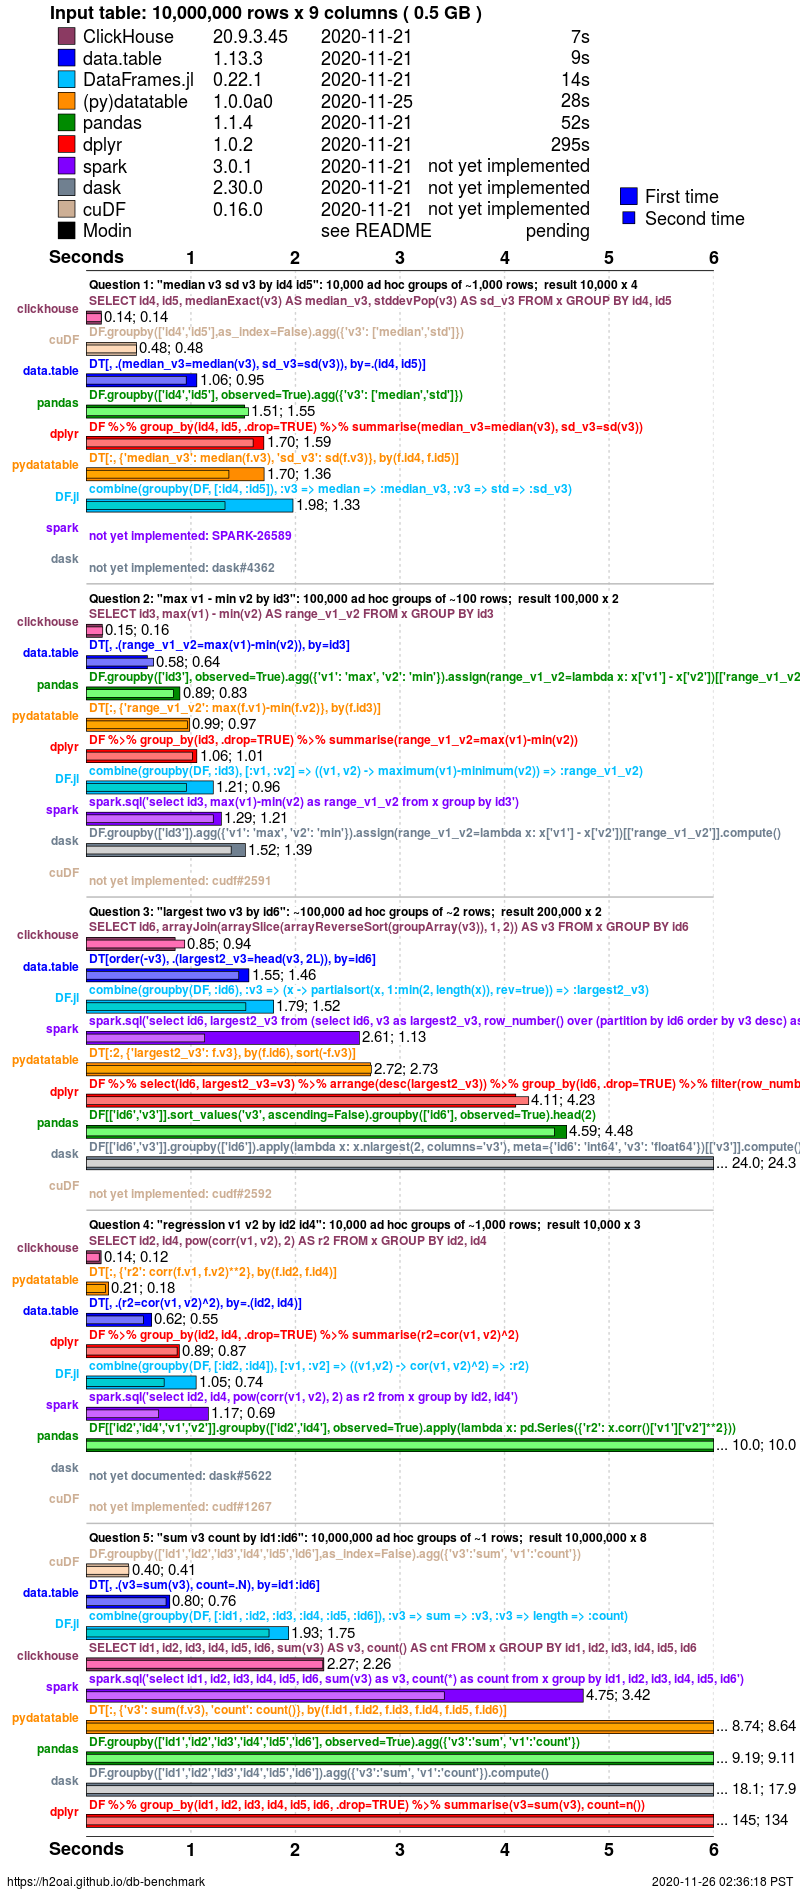 Input table: 10,000,000 rows x 9 columns ( 0.5 GB )
ClickHouse 20.9.3.45 2020-11-21 7s
data.table 1.13.3 2020-11-21 9s
DataFrames.jl 0.22.1 2020-11-21 14s
(py)datatable 1.0.0a0 2020-11-25 28s
pandas 1.1.4 2020-11-21 52s
dplyr 1.0.2 2020-11-21 295s
spark 3.0.1 2020-11-21 not yet implemented
dask 2.30.0 2020-11-21 not yet implemented
cuDF 0.16.0 2020-11-21 not yet implemented
Modin see README pending
First time
Second time
Seconds 1 2 3 4 5 6
Question 1: "median v3 sd v3 by id4 id5": 10,000 ad hoc groups of ~1,000 rows; result 10,000 x 4
SELECT id4, id5, medianExact(v3) AS median_v3, stddevPop(v3) AS sd_v3 FROM x GROUP BY id4, id5
clickhouse 0.14; 0.14
DF.groupby(['id4','id5'],as_index=False).agg({'v3': ['median','std']})
cuDF 0.48; 0.48
DT[, .(median_v3=median(v3), sd_v3=sd(v3)), by=.(id4, id5)]
data.table 1.06; 0.95
DF.groupby(['id4','id5'], observed=True).agg({'v3': ['median','std']})
pandas 1.51; 1.55
DF %>% group_by(id4, id5, .drop=TRUE) %>% summarise(median_v3=median(v3), sd_v3=sd(v3))
dplyr 1.70; 1.59
DT[:, {'median_v3': median(f.v3), 'sd_v3': sd(f.v3)}, by(f.id4, f.id5)]
pydatatable 1.70; 1.36
combine(groupby(DF, [:id4, :id5]), :v3 => median => :median_v3, :v3 => std => :sd_v3)
DF.jl 1.98; 1.33
spark not yet implemented: SPARK-26589
dask not yet implemented: dask#4362
Question 2: "max v1 - min v2 by id3": 100,000 ad hoc groups of ~100 rows; result 100,000 x 2
SELECT id3, max(v1) - min(v2) AS range_v1_v2 FROM x GROUP BY id3
clickhouse 0.15; 0.16
DT[, .(range_v1_v2=max(v1)-min(v2)), by=id3]
data.table 0.58; 0.64
DF.groupby(['id3'], observed=True).agg({'v1': 'max', 'v2': 'min'}).assign(range_v1_v2=lambda x: x['v1'] - x['v2'])[['range_v1_v2
pandas 0.89; 0.83
DT[:, {'range_v1_v2': max(f.v1)-min(f.v2)}, by(f.id3)]
pydatatable 0.99; 0.97
DF %>% group_by(id3, .drop=TRUE) %>% summarise(range_v1_v2=max(v1)-min(v2))
dplyr 1.06; 1.01
combine(groupby(DF, :id3), [:v1, :v2] => ((v1, v2) -> maximum(v1)-minimum(v2)) => :range_v1_v2)
DF.jl 1.21; 0.96
spark.sql('select id3, max(v1)-min(v2) as range_v1_v2 from x group by id3')
spark 1.29; 1.21
DF.groupby(['id3']).agg({'v1': 'max', 'v2': 'min'}).assign(range_v1_v2=lambda x: x['v1'] - x['v2'])[['range_v1_v2']].compute()
dask 1.52; 1.39
cuDF not yet implemented: cudf#2591
Question 3: "largest two v3 by id6": ~100,000 ad hoc groups of ~2 rows; result 200,000 x 2
SELECT id6, arrayJoin(arraySlice(arrayReverseSort(groupArray(v3)), 1, 2)) AS v3 FROM x GROUP BY id6
clickhouse 0.85; 0.94
DT[order(-v3), .(largest2_v3=head(v3, 2L)), by=id6]
data.table 1.55; 1.46
combine(groupby(DF, :id6), :v3 => (x -> partialsort(x, 1:min(2, length(x)), rev=true)) => :largest2_v3)
DF.jl 1.79; 1.52
spark.sql('select id6, largest2_v3 from (select id6, v3 as largest2_v3, row_number() over (partition by id6 order by v3 desc) as
spark 2.61; 1.13
DT[:2, {'largest2_v3': f.v3}, by(f.id6), sort(-f.v3)]
pydatatable 2.72; 2.73
DF %>% select(id6, largest2_v3=v3) %>% arrange(desc(largest2_v3)) %>% group_by(id6, .drop=TRUE) %>% filter(row_numb
dplyr 4.11; 4.23
DF[['id6','v3']].sort_values('v3', ascending=False).groupby(['id6'], observed=True).head(2)
pandas 4.59; 4.48
DF[['id6','v3']].groupby(['id6']).apply(lambda x: x.nlargest(2, columns='v3'), meta={'id6': 'int64', 'v3': 'float64'})[['v3']].compute()
dask ... 24.0; 24.3
cuDF not yet implemented: cudf#2592
Question 4: "regression v1 v2 by id2 id4": 10,000 ad hoc groups of ~1,000 rows; result 10,000 x 3
SELECT id2, id4, pow(corr(v1, v2), 2) AS r2 FROM x GROUP BY id2, id4
clickhouse 0.14; 0.12
DT[:, {'r2': corr(f.v1, f.v2)**2}, by(f.id2, f.id4)]
pydatatable 0.21; 0.18
DT[, .(r2=cor(v1, v2)^2), by=.(id2, id4)]
data.table 0.62; 0.55
DF %>% group_by(id2, id4, .drop=TRUE) %>% summarise(r2=cor(v1, v2)^2)
dplyr 0.89; 0.87
combine(groupby(DF, [:id2, :id4]), [:v1, :v2] => ((v1,v2) -> cor(v1, v2)^2) => :r2)
DF.jl 1.05; 0.74
spark.sql('select id2, id4, pow(corr(v1, v2), 2) as r2 from x group by id2, id4')
spark 1.17; 0.69
DF[['id2','id4','v1','v2']].groupby(['id2','id4'], observed=True).apply(lambda x: pd.Series({'r2': x.corr()['v1']['v2']**2}))
pandas ... 10.0; 10.0
dask not yet documented: dask#5622
cuDF not yet implemented: cudf#1267
Question 5: "sum v3 count by id1:id6": 10,000,000 ad hoc groups of ~1 rows; result 10,000,000 x 8
DF.groupby(['id1','id2','id3','id4','id5','id6'],as_index=False).agg({'v3':'sum', 'v1':'count'})
cuDF 0.40; 0.41
DT[, .(v3=sum(v3), count=.N), by=id1:id6]
data.table 0.80; 0.76
combine(groupby(DF, [:id1, :id2, :id3, :id4, :id5, :id6]), :v3 => sum => :v3, :v3 => length => :count)
DF.jl 1.93; 1.75
SELECT id1, id2, id3, id4, id5, id6, sum(v3) AS v3, count() AS cnt FROM x GROUP BY id1, id2, id3, id4, id5, id6
clickhouse 2.27; 2.26
spark.sql('select id1, id2, id3, id4, id5, id6, sum(v3) as v3, count(*) as count from x group by id1, id2, id3, id4, id5, id6')
spark 4.75; 3.42
DT[:, {'v3': sum(f.v3), 'count': count()}, by(f.id1, f.id2, f.id3, f.id4, f.id5, f.id6)]
pydatatable ... 8.74; 8.64
DF.groupby(['id1','id2','id3','id4','id5','id6'], observed=True).agg({'v3':'sum', 'v1':'count'})
pandas ... 9.19; 9.11
DF.groupby(['id1','id2','id3','id4','id5','id6']).agg({'v3':'sum', 'v1':'count'}).compute()
dask ... 18.1; 17.9
DF %>% group_by(id1, id2, id3, id4, id5, id6, .drop=TRUE) %>% summarise(v3=sum(v3), count=n())
dplyr ... 145; 134
Seconds 1 2 3 4 5 6
https://h2oai.github.io/db-benchmark 2020-11-26 02:36:18 PST